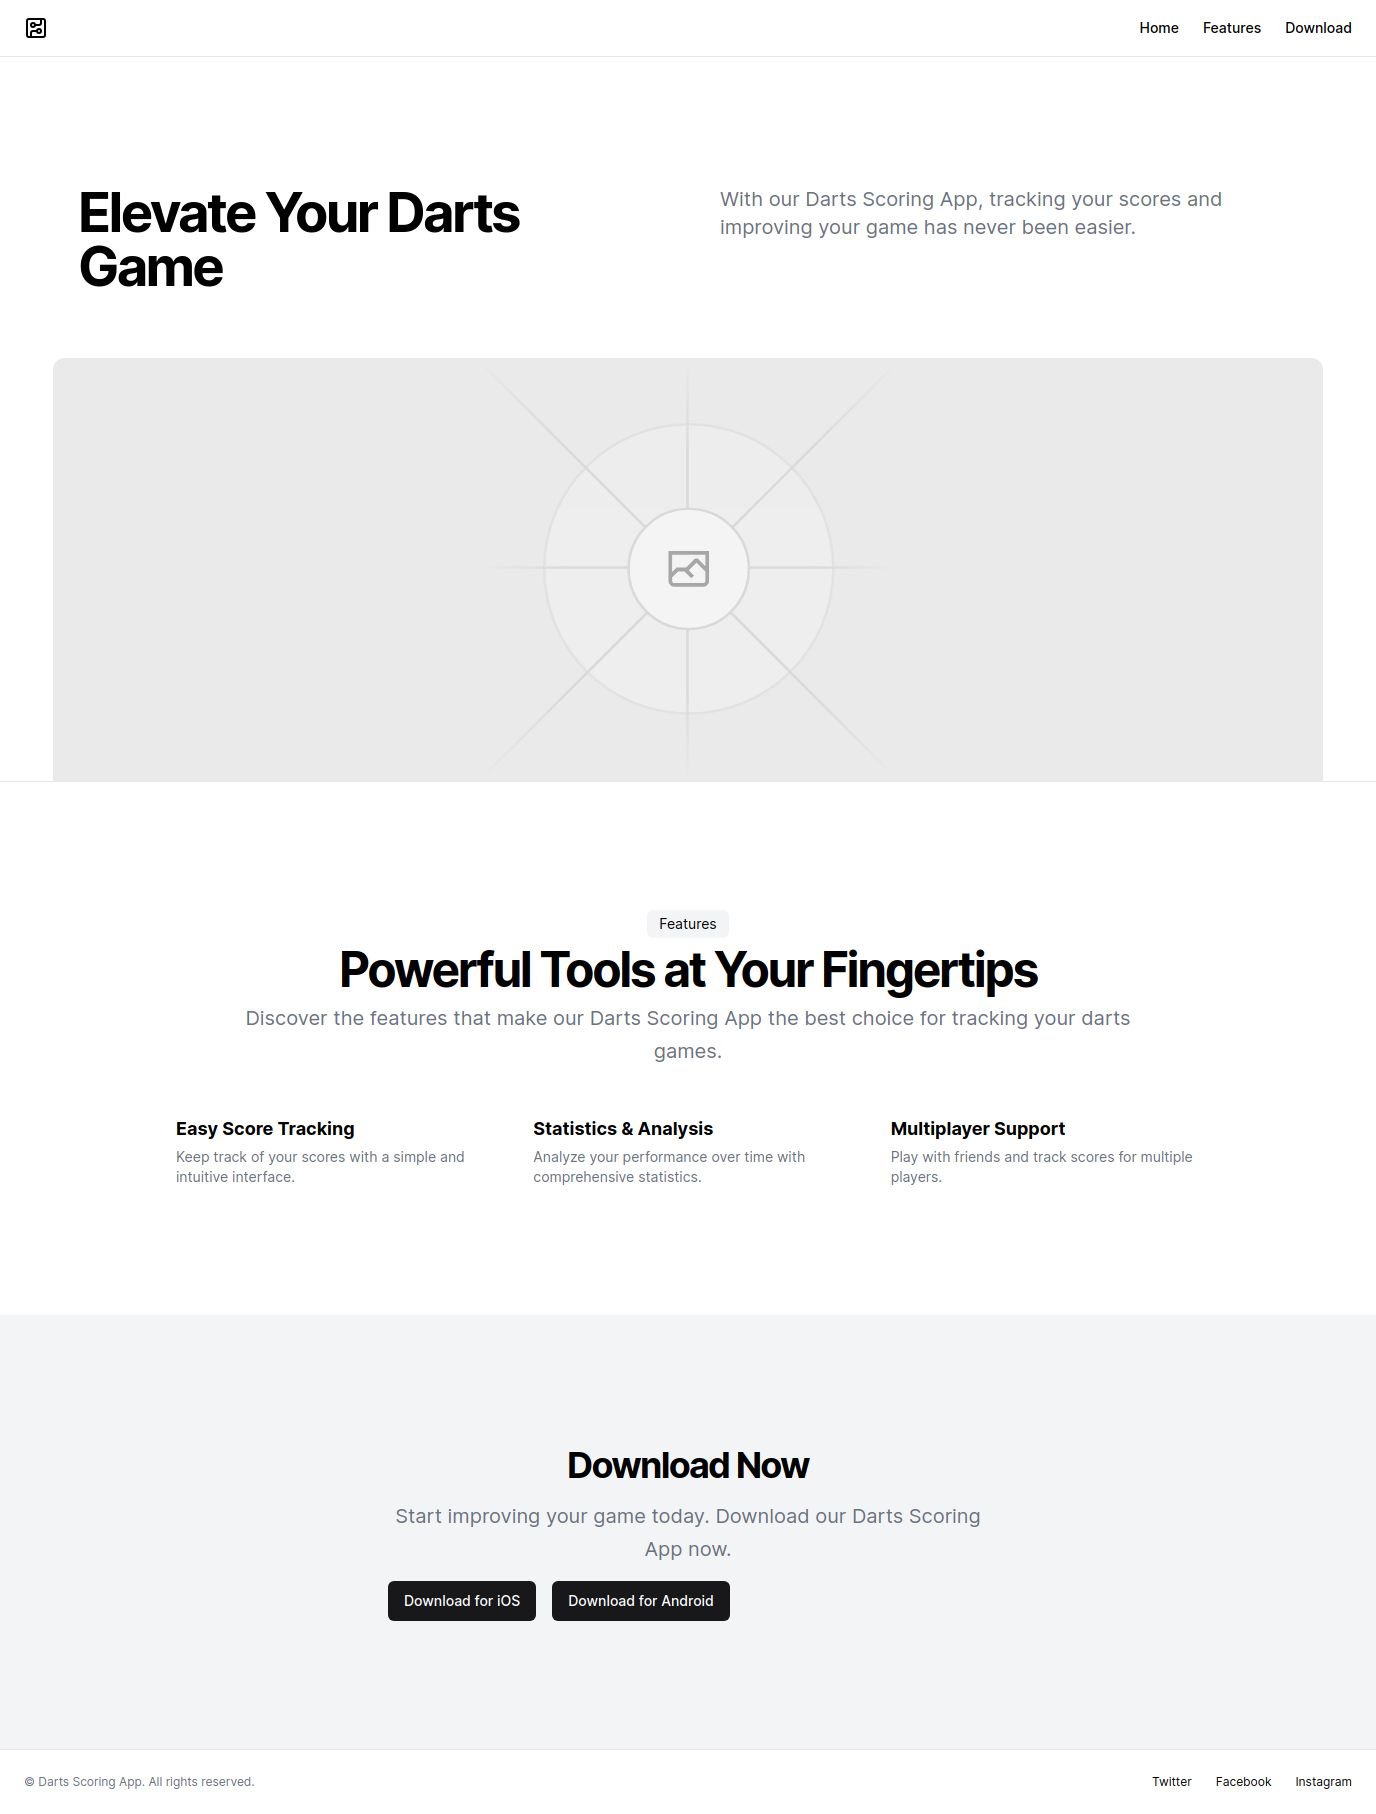 Home Features Download
Elevate Your Darts
Game
With our Darts Scoring App, tracking your scores and
improving your game has never been easier.
Features
Powerful Tools at Your Fingertips
Discover the features that make our Darts Scoring App the best choice for tracking your darts
games.
Easy Score Tracking
Keep track of your scores with a simple and
intuitive interface.
Statistics & Analysis
Analyze your performance over time with
comprehensive statistics.
Multiplayer Support
Play with friends and track scores for multiple
players.
Download Now
Start improving your game today. Download our Darts Scoring
App now.
Download for iOS Download for Android
© Darts Scoring App. All rights reserved. Twitter Facebook Instagram